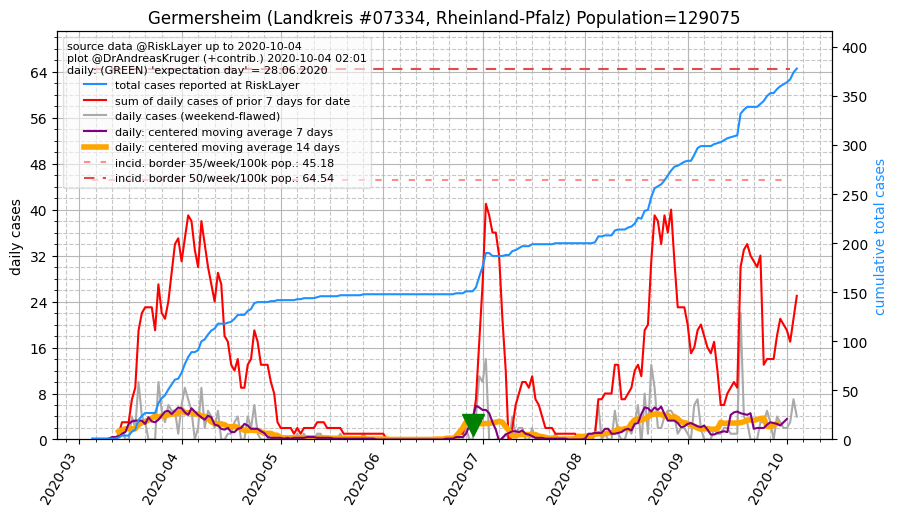 Germersheim (Landkreis #07334, Rheinland-Pfalz) Population=129075
source data @RiskLayer up to 2020-10-04
plot @DrAndreasKruger (+contrib.) 2020-10-04 02:01
daily: (GREEN) 'expectation day' = 28.06.2020
total cases reported at RiskLayer
sum of daily cases of prior 7 days for date
daily cases (weekend-flawed)
daily: centered moving average 7 days
daily: centered moving average 14 days
incid. border 35/week/100k pop.: 45.18
incid. border 50/week/100k pop.: 64.54
daily cases
64
56
48
40
32
24
16
8
0
400
350
300
250
200
150
100
50
0
cumulative total cases
2020-03
2020-04
2020-05
2020-06
2020-07
2020-08
2020-09
2020-10